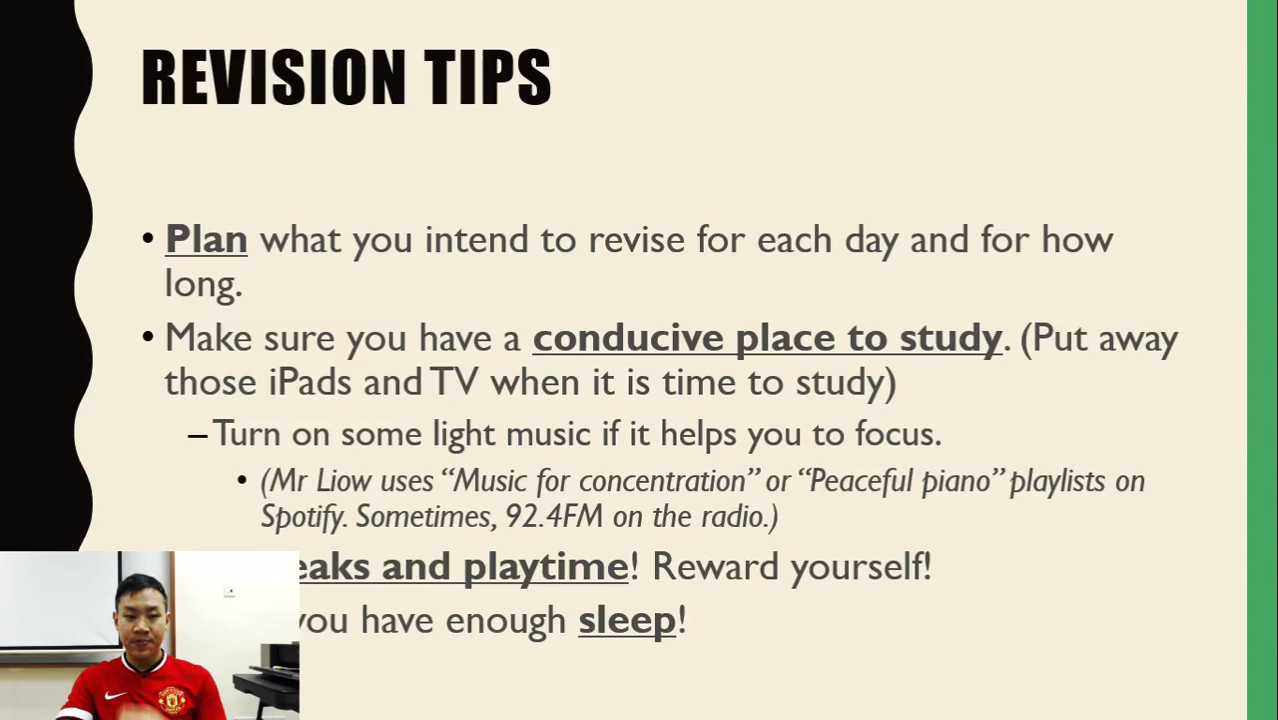 REVISION TIPS
• Plan what you intend to revise for each day and for how
long.
• Make sure you have a conducive place to study. (Put away
those iPads and TV when it is time to study)
– Turn on some light music if it helps you to focus.
• (Mr Liow uses “Music for concentration” or “Peaceful piano” playlists on
Spotify. Sometimes, 92.4FM on the radio.)
eaks and playtime! Reward yourself!
you have enough sleep!